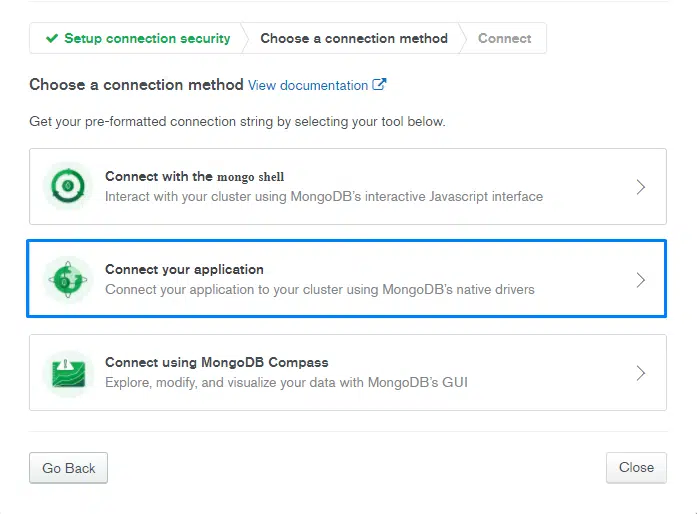 Setup connection security Choose a connection method Connect
Choose a connection method View documentation
Get your pre-formatted connection string by selecting your tool below.
Connect with the mongo shell
Interact with your cluster using MongoDB's interactive Javascript interface
Connect your application
Connect your application to your cluster using MongoDB's native drivers
Connect using MongoDB Compass
Explore, modify, and visualize your data with MongoDB's GUI
Go Back Close